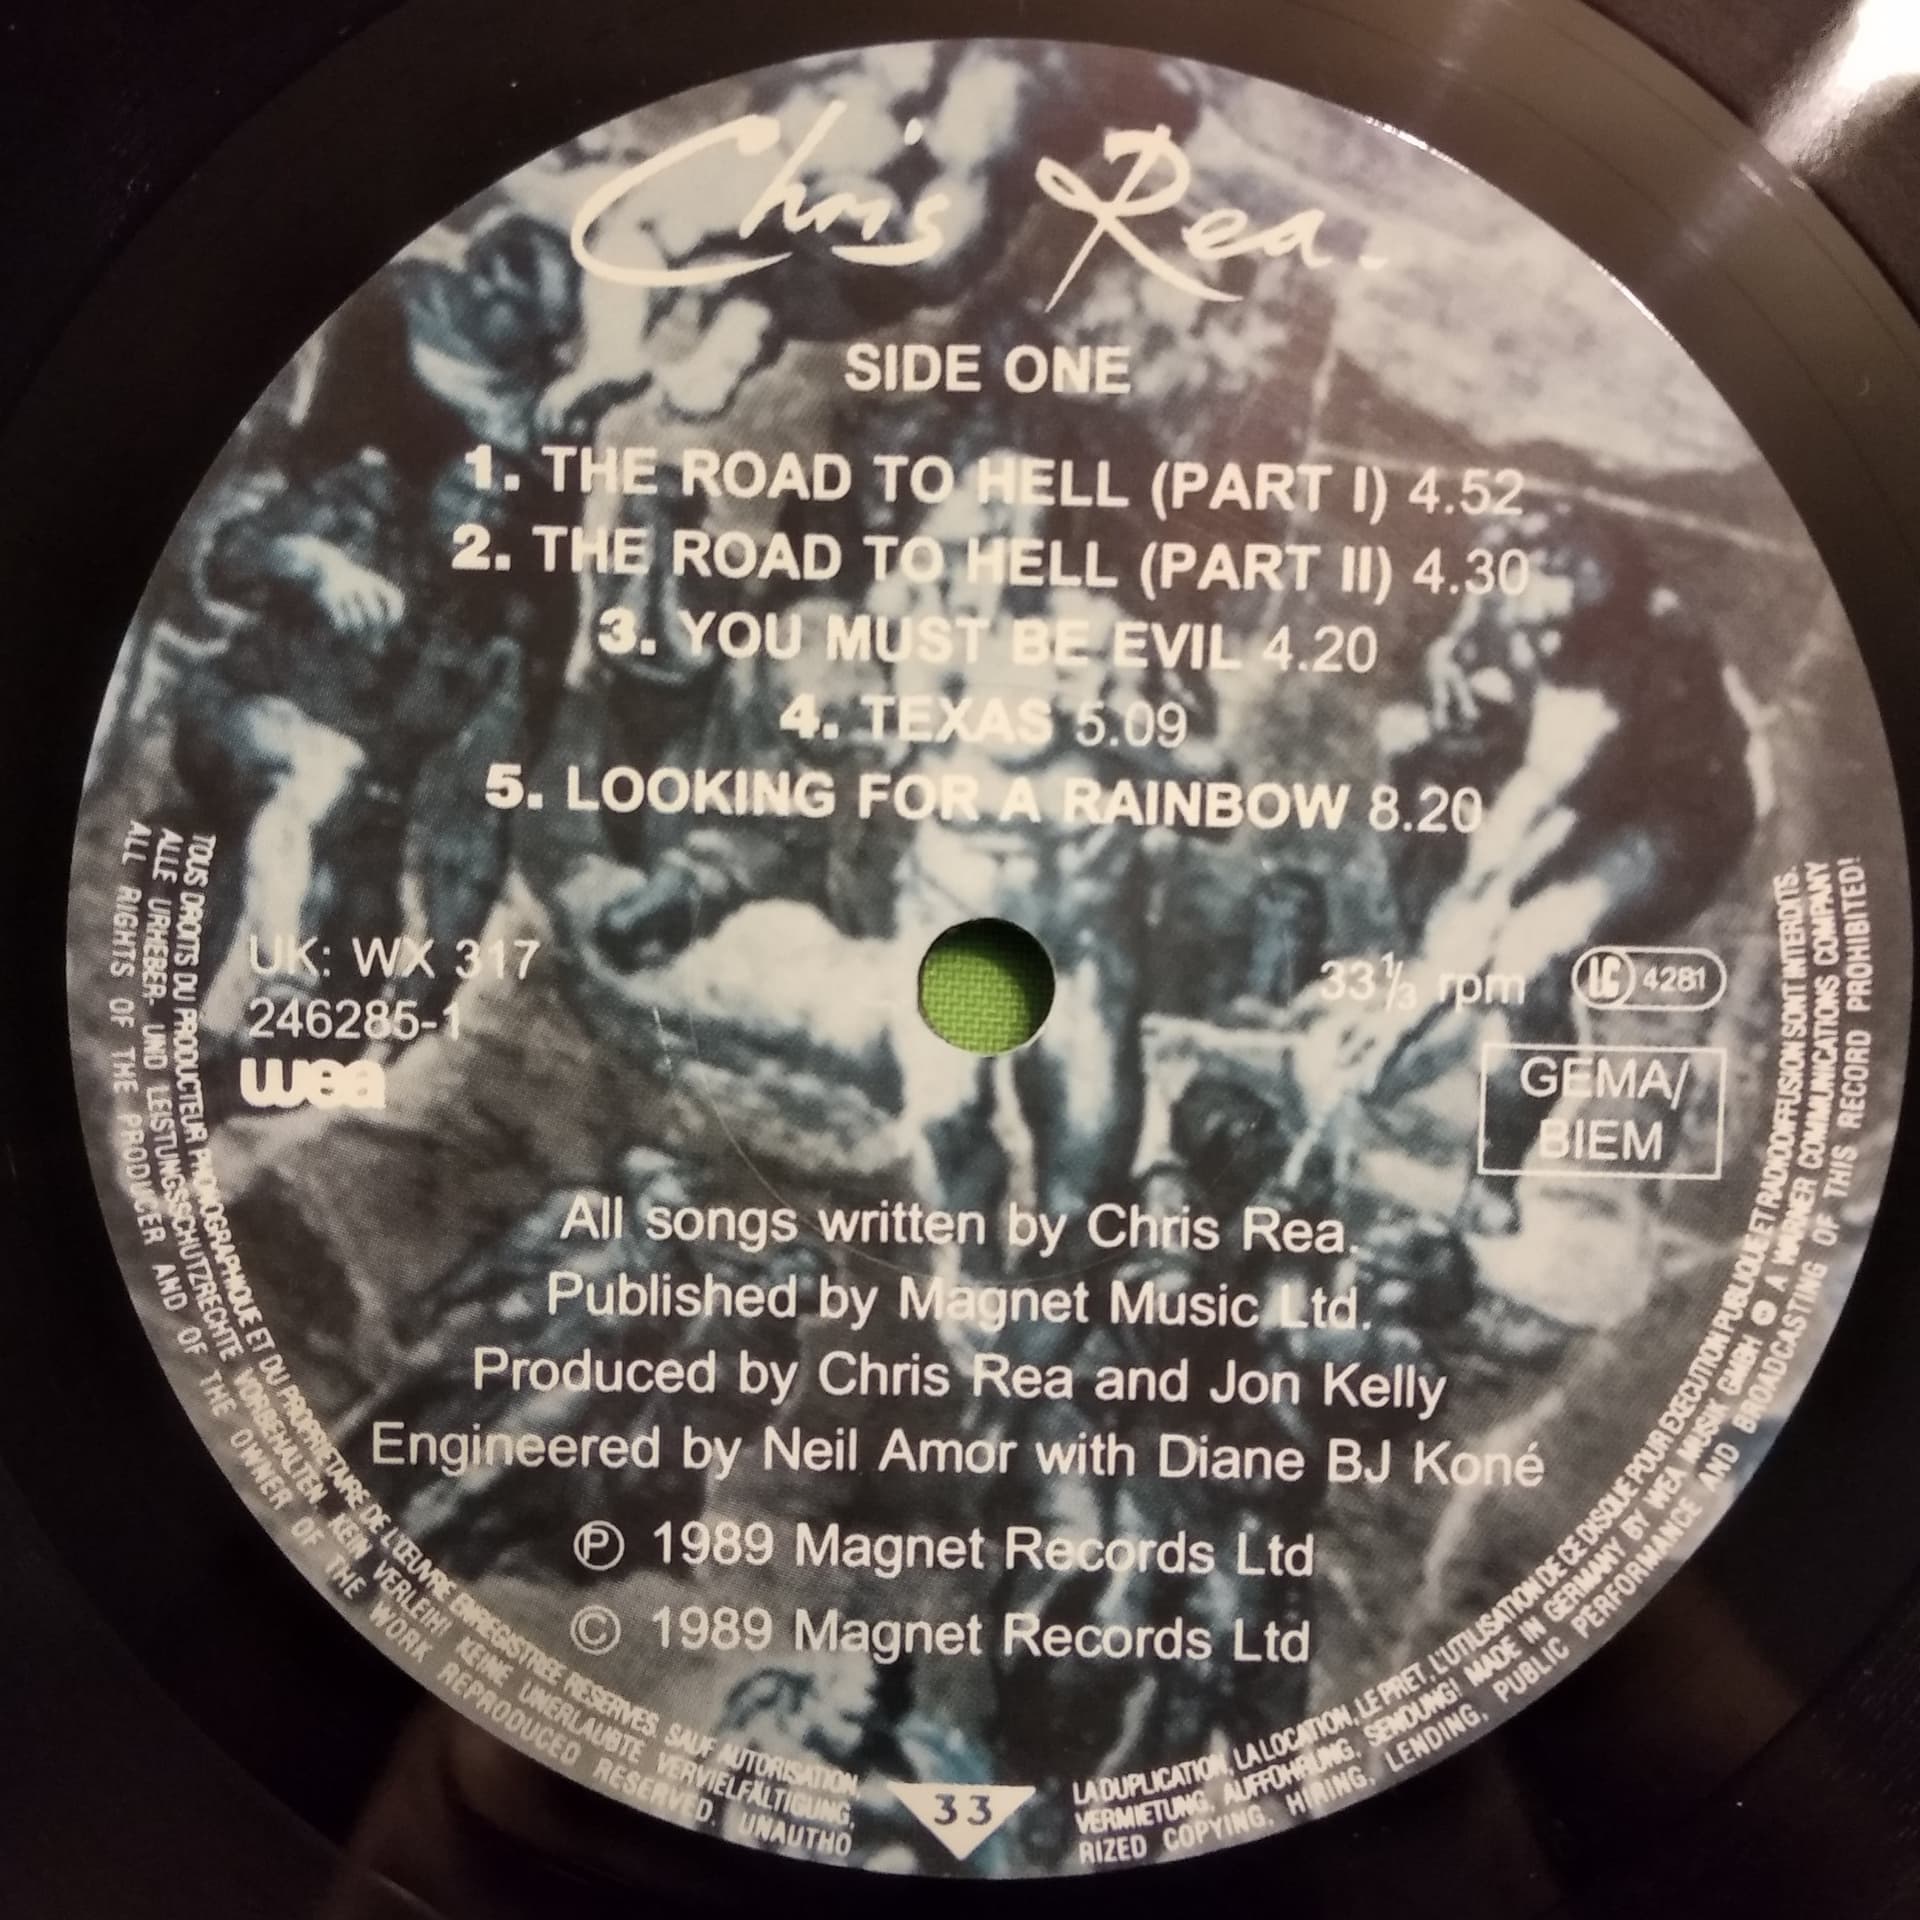 Chris Rea.
SIDE ONE
1. THE ROAD TO HELL (PART I) 4.52
2. THE ROAD TO HELL (PART II) 4.30
3. YOU MUST BE EVIL 4.20
4. TEXAS 5.09
5. LOOKING FOR A RAINBOW 8.20
UK: WX 317
246285-1
wea
33⅓ rpm
LC 4281
GEMA/
BIEM
All songs written by Chris Rea.
Published by Magnet Music Ltd.
Produced by Chris Rea and Jon Kelly
Engineered by Neil Amor with Diane BJ Koné
Ⓟ 1989 Magnet Records Ltd
© 1989 Magnet Records Ltd
TOUS DROITS DU PRODUCTEUR PHONOGRAPHIQUE ET DU PROPRIETAIRE DE L'ŒUVRE ENREGISTREE RESERVES. SAUF AUTORISATION, LA DUPLICATION, LA LOCATION, LE PRET, L'UTILISATION DE CE DISQUE POUR EXECUTION PUBLIQUE ET RADIODIFFUSION SONT INTERDITS.
ALLE URHEBER- UND LEISTUNGSSCHUTZRECHTE VORBEHALTEN. KEIN VERLEIH! KEINE UNERLAUBTE VERVIELFÄLTIGUNG, VERMIETUNG, AUFFÜHRUNG, SENDUNG! MADE IN GERMANY BY WEA MUSIK GMBH A WARNER COMMUNICATIONS COMPANY
ALL RIGHTS OF THE PRODUCER AND OF THE OWNER OF THE WORK REPRODUCED RESERVED. UNAUTHORIZED COPYING, HIRING, LENDING, PUBLIC PERFORMANCE AND BROADCASTING OF THIS RECORD PROHIBITED!
33